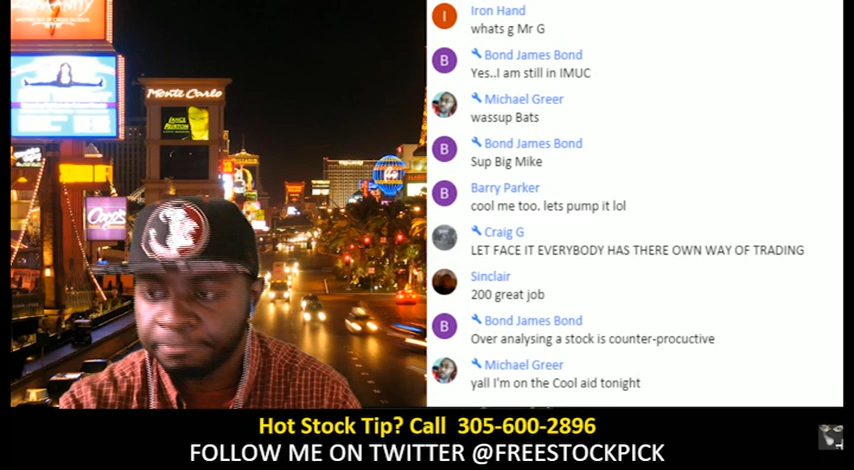 Monte Carlo
Iron Hand
whats g Mr G
Bond James Bond
Yes..I am still in IMUC
Michael Greer
wassup Bats
Bond James Bond
Sup Big Mike
Barry Parker
cool me too. lets pump it lol
Craig G
LET FACE IT EVERYBODY HAS THERE OWN WAY OF TRADING
Sinclair
200 great job
Bond James Bond
Over analysing a stock is counter-procuctive
Michael Greer
yall I'm on the Cool aid tonight
Hot Stock Tip? Call 305-600-2896
FOLLOW ME ON TWITTER @FREESTOCKPICK